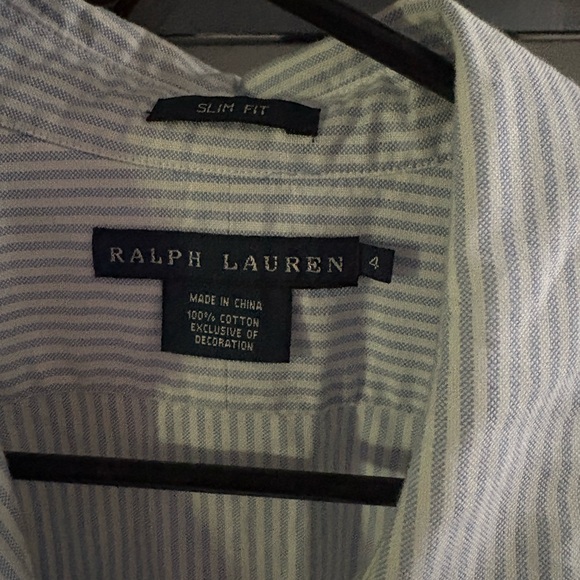 SLIM FIT
RALPH LAUREN 4
MADE IN CHINA
100% COTTON
EXCLUSIVE OF
DECORATION